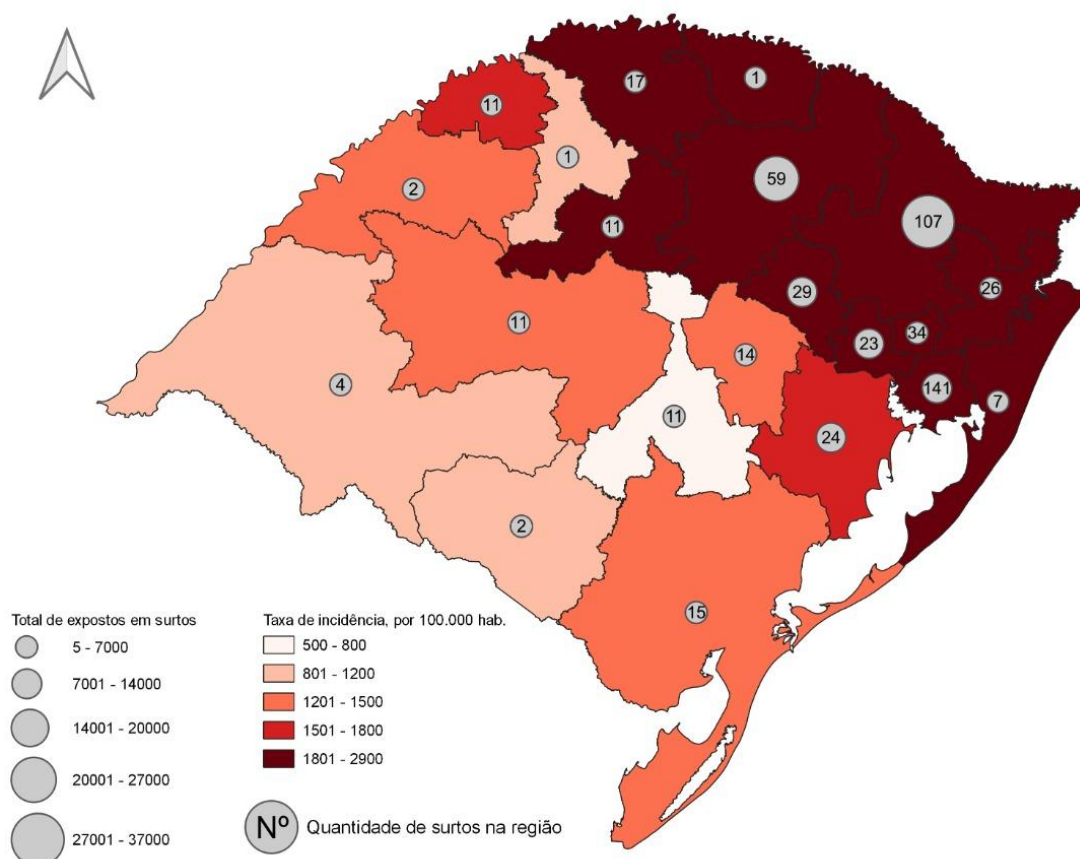 17
1
11
1
59
2
107
11
26
29
11
34
23
14
4
141
7
11
24
2
15
Total de expostos em surtos
5 - 7000
7001 - 14000
14001 - 20000
20001 - 27000
27001 - 37000
Taxa de incidência, por 100.000 hab.
500 - 800
801 - 1200
1201 - 1500
1501 - 1800
1801 - 2900
Nº Quantidade de surtos na região